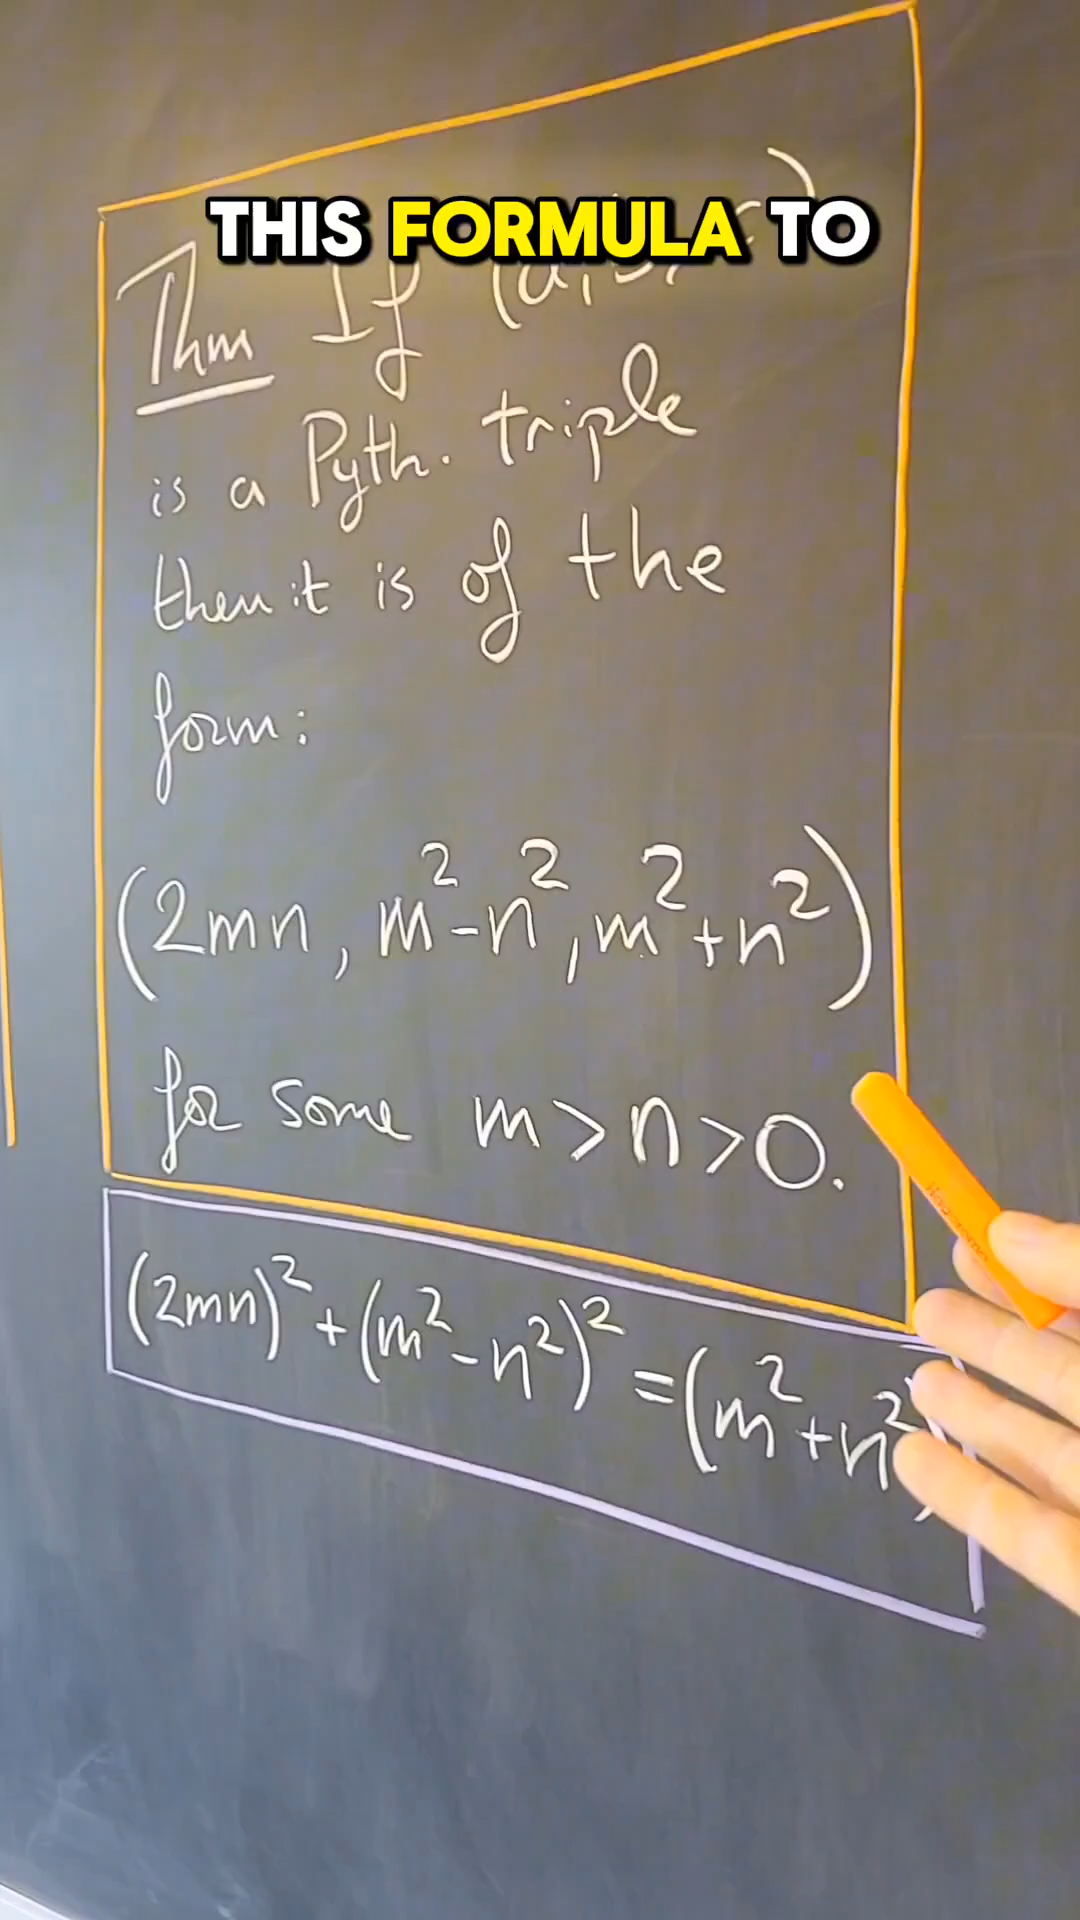 THIS FORMULA TO
Thm If (a,b,c)
is a Pyth. triple
then it is of the
form:
(2mn, m²-n², m²+n²)
for some m>n>0.
(2mn)²+(m²-n²)²=(m²+n²)